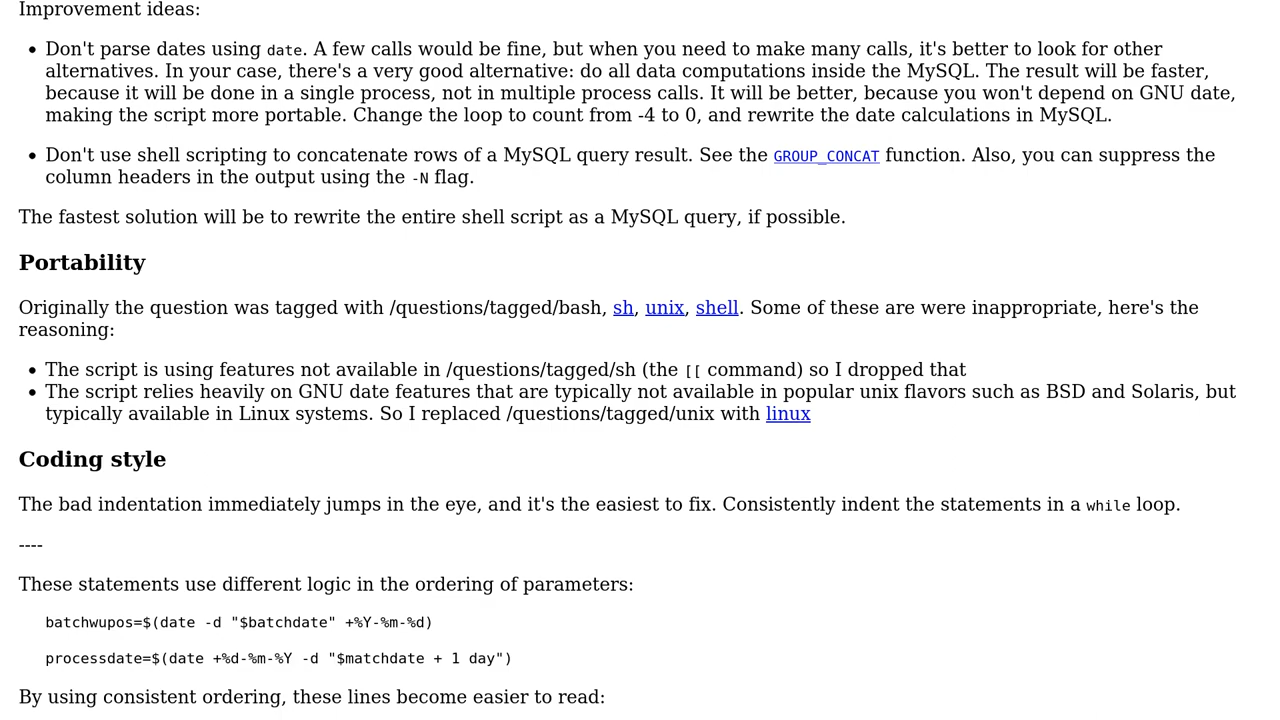 Improvement ideas:
Don't parse dates using date. A few calls would be fine, but when you need to make many calls, it's better to look for other
alternatives. In your case, there's a very good alternative: do all data computations inside the MySQL. The result will be faster,
because it will be done in a single process, not in multiple process calls. It will be better, because you won't depend on GNU date,
making the script more portable. Change the loop to count from -4 to 0, and rewrite the date calculations in MySQL.
Don't use shell scripting to concatenate rows of a MySQL query result. See the GROUP_CONCAT function. Also, you can suppress the
column headers in the output using the -N flag.
The fastest solution will be to rewrite the entire shell script as a MySQL query, if possible.
Portability
Originally the question was tagged with /questions/tagged/bash, sh, unix, shell. Some of these are were inappropriate, here's the
reasoning:
The script is using features not available in /questions/tagged/sh (the [[ command) so I dropped that
The script relies heavily on GNU date features that are typically not available in popular unix flavors such as BSD and Solaris, but
typically available in Linux systems. So I replaced /questions/tagged/unix with linux
Coding style
The bad indentation immediately jumps in the eye, and it's the easiest to fix. Consistently indent the statements in a while loop.
----
These statements use different logic in the ordering of parameters:
batchwupos=$(date -d "$batchdate" +%Y-%m-%d)
processdate=$(date +%d-%m-%Y -d "$matchdate + 1 day")
By using consistent ordering, these lines become easier to read: